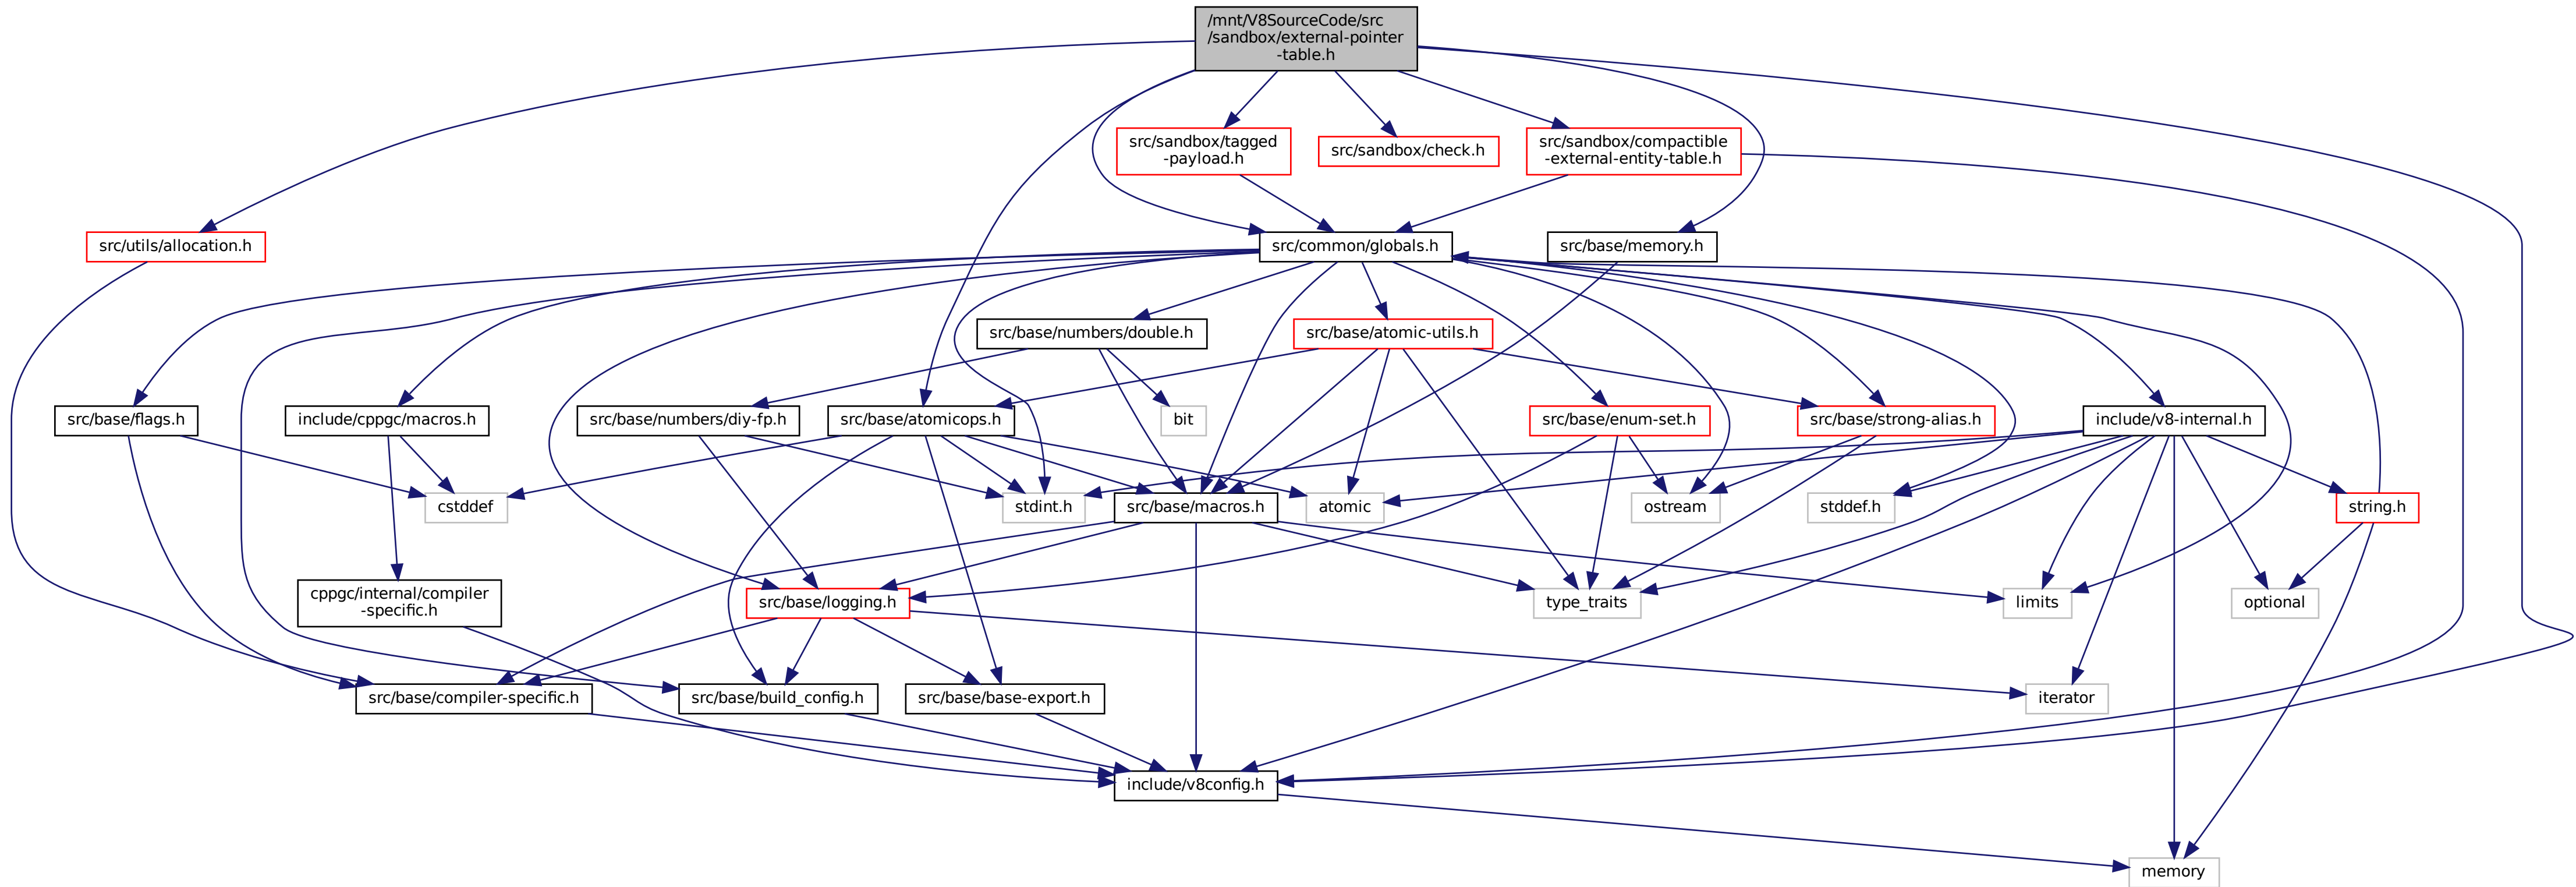 /mnt/V8SourceCode/src
/sandbox/external-pointer
-table.h
src/sandbox/tagged
-payload.h
src/sandbox/check.h
src/sandbox/compactible
-external-entity-table.h
src/utils/allocation.h
src/common/globals.h
src/base/memory.h
src/base/numbers/double.h
src/base/atomic-utils.h
src/base/flags.h
include/cppgc/macros.h
src/base/numbers/diy-fp.h
src/base/atomicops.h
bit
src/base/enum-set.h
src/base/strong-alias.h
include/v8-internal.h
cstddef
stdint.h
src/base/macros.h
atomic
ostream
stddef.h
string.h
cppgc/internal/compiler
-specific.h
src/base/logging.h
type_traits
limits
optional
src/base/compiler-specific.h
src/base/build_config.h
src/base/base-export.h
iterator
include/v8config.h
memory